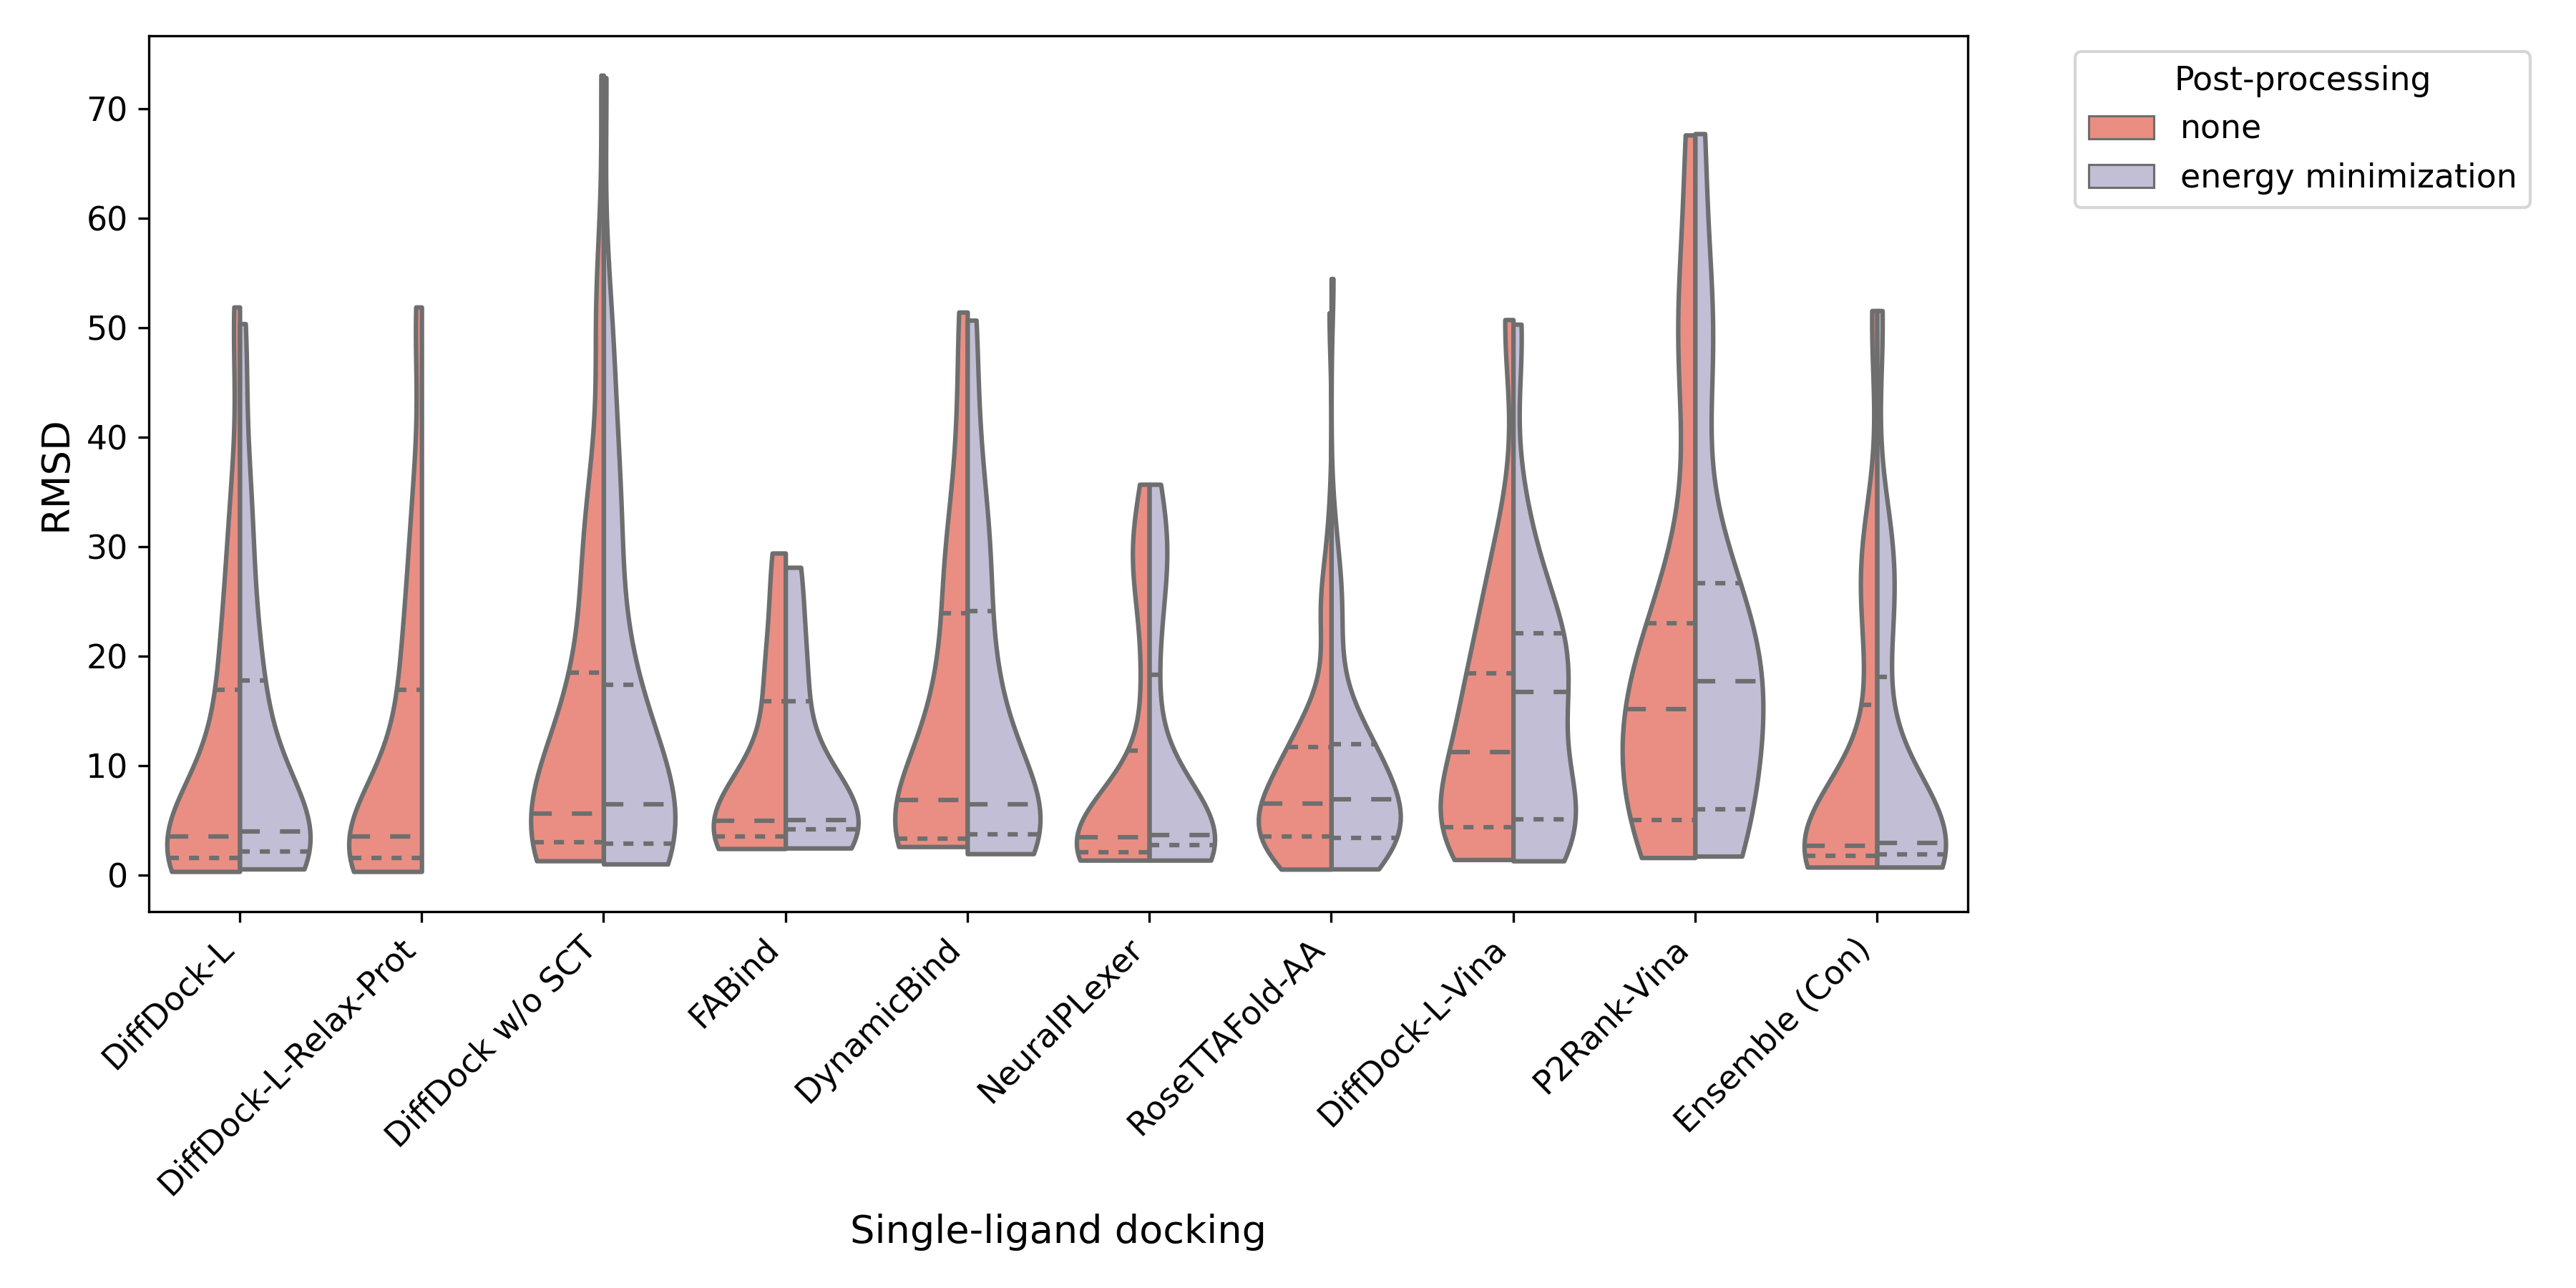 Post-processing
none
energy minimization
RMSD
70
60
50
40
30
20
10
0
DiffDock-L
DiffDock-L-Relax-Prot
DiffDock w/o SCT
FABind
DynamicBind
NeuralPLexer
RoseTTAFold-AA
DiffDock-L-Vina
P2Rank-Vina
Ensemble (Con)
Single-ligand docking